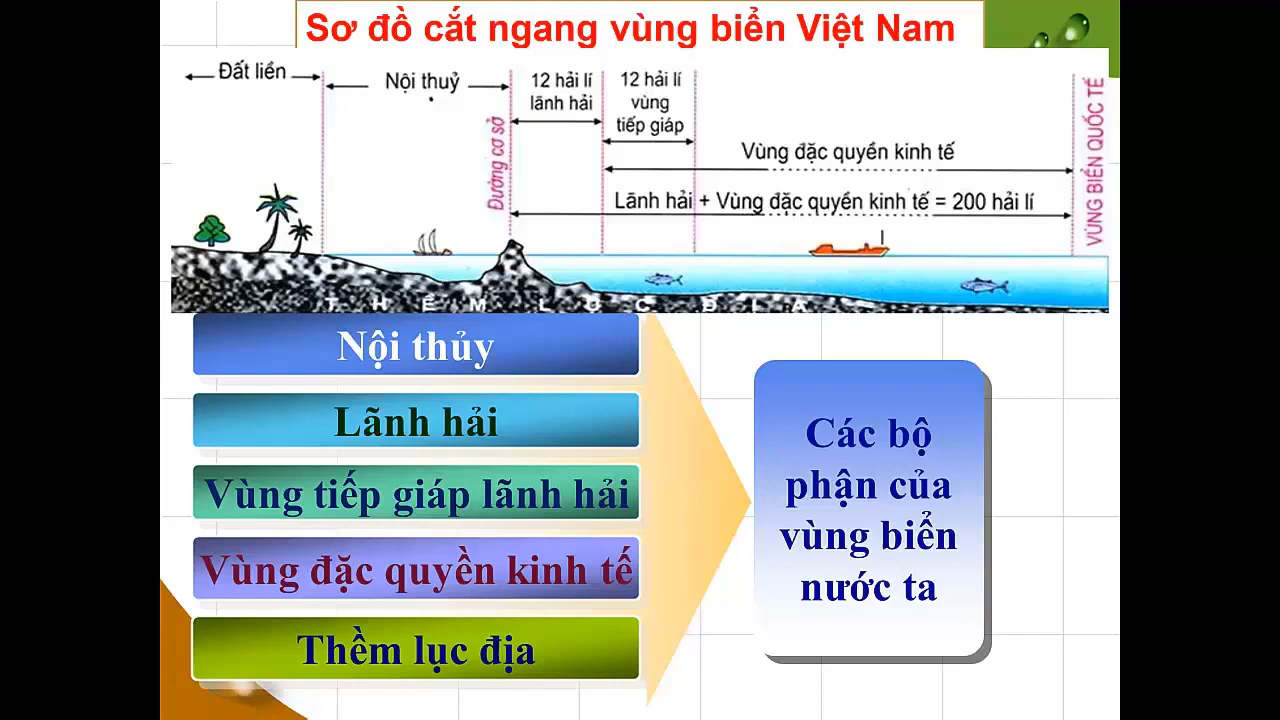 Sơ đồ cắt ngang vùng biển Việt Nam
Đất liền
Nội thuỷ
12 hải lí
lãnh hải
12 hải lí
vùng
tiếp giáp
Đường cơ sở
Vùng đặc quyền kinh tế
Lãnh hải + Vùng đặc quyền kinh tế = 200 hải lí
VÙNG BIỂN QUỐC TẾ
THỀM LỤC ĐỊA
Nội thủy
Lãnh hải
Vùng tiếp giáp lãnh hải
Vùng đặc quyền kinh tế
Thềm lục địa
Các bộ
phận của
vùng biển
nước ta